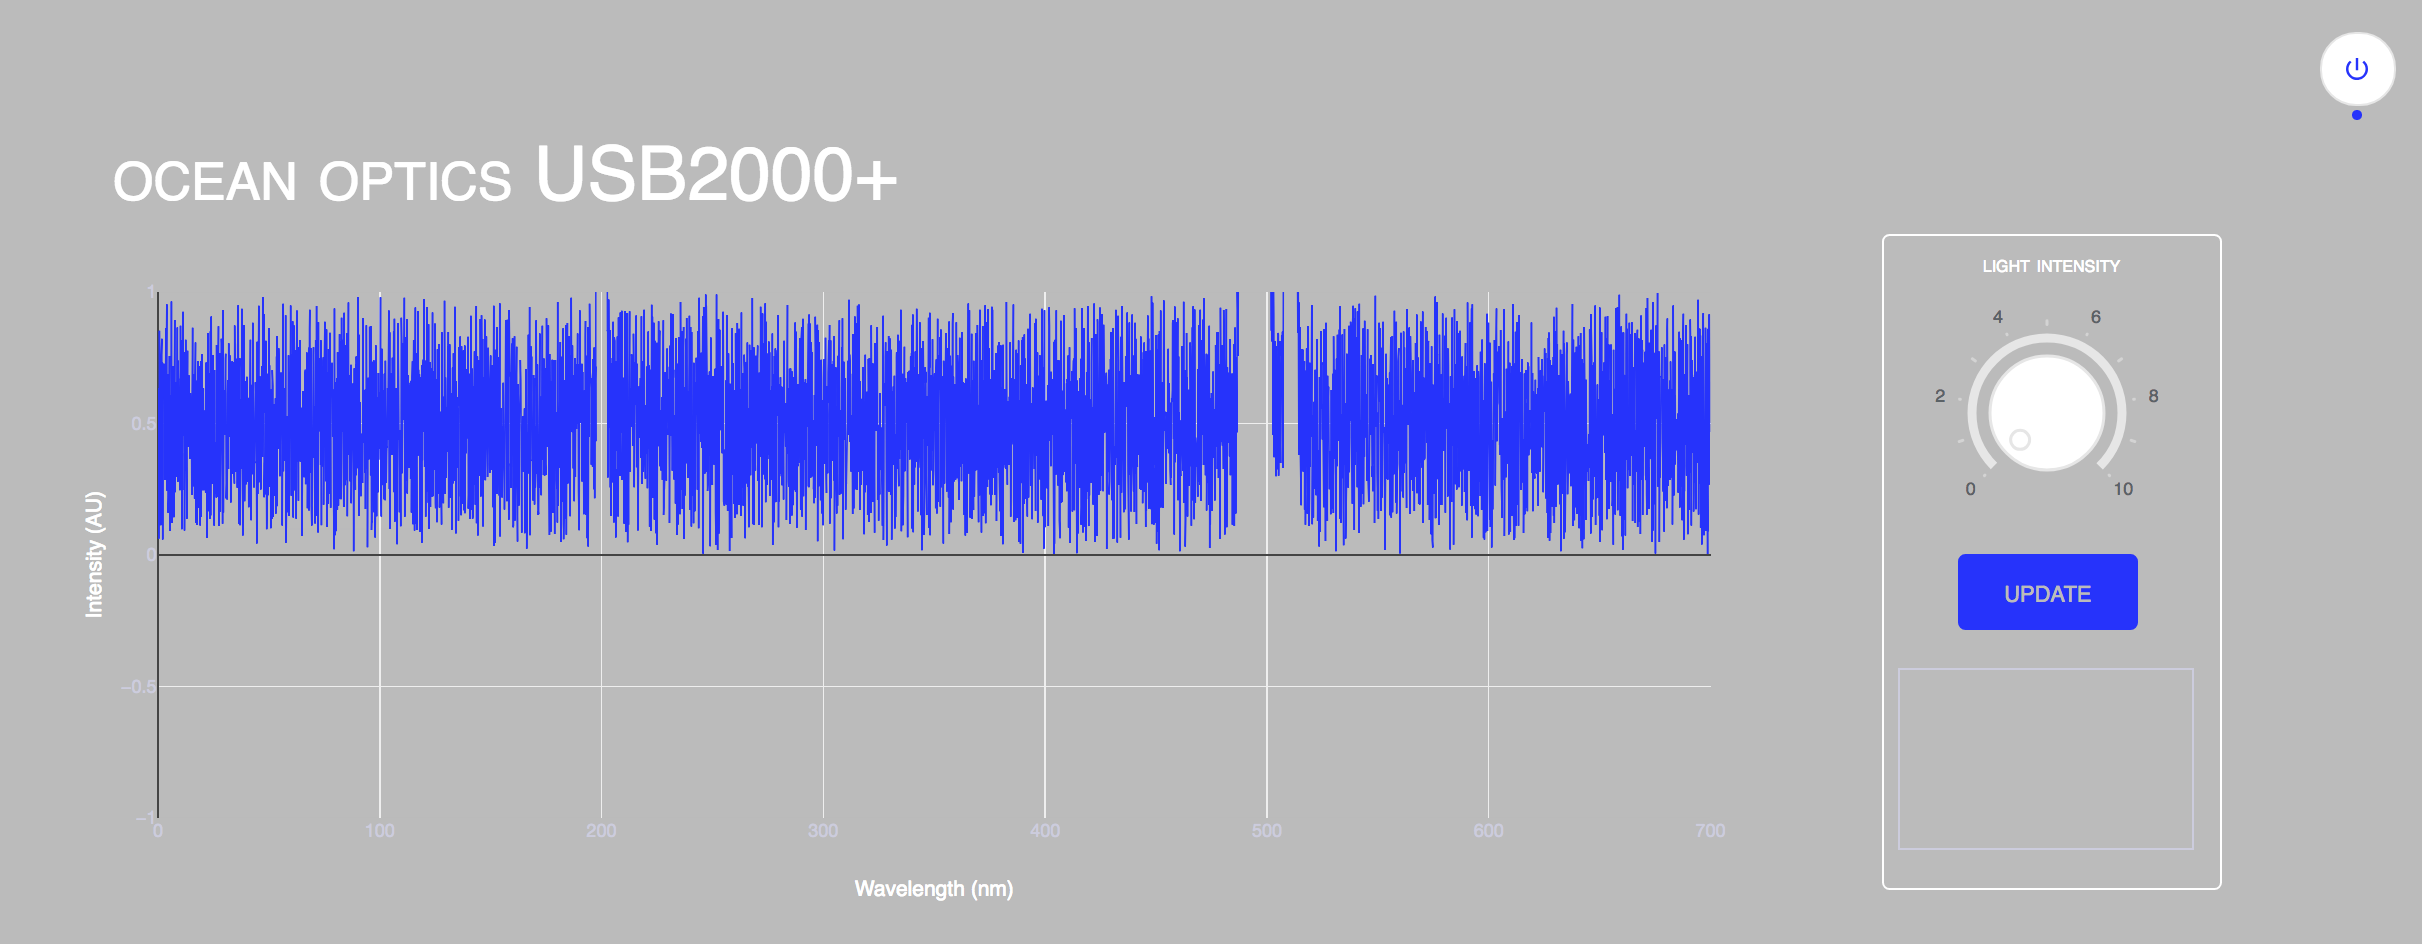 OCEAN OPTICS USB2000+
LIGHT INTENSITY
4 6
2 8
0 10
UPDATE
1
0.5
0
−0.5
−1
Intensity (AU)
0 100 200 300 400 500 600 700
Wavelength (nm)